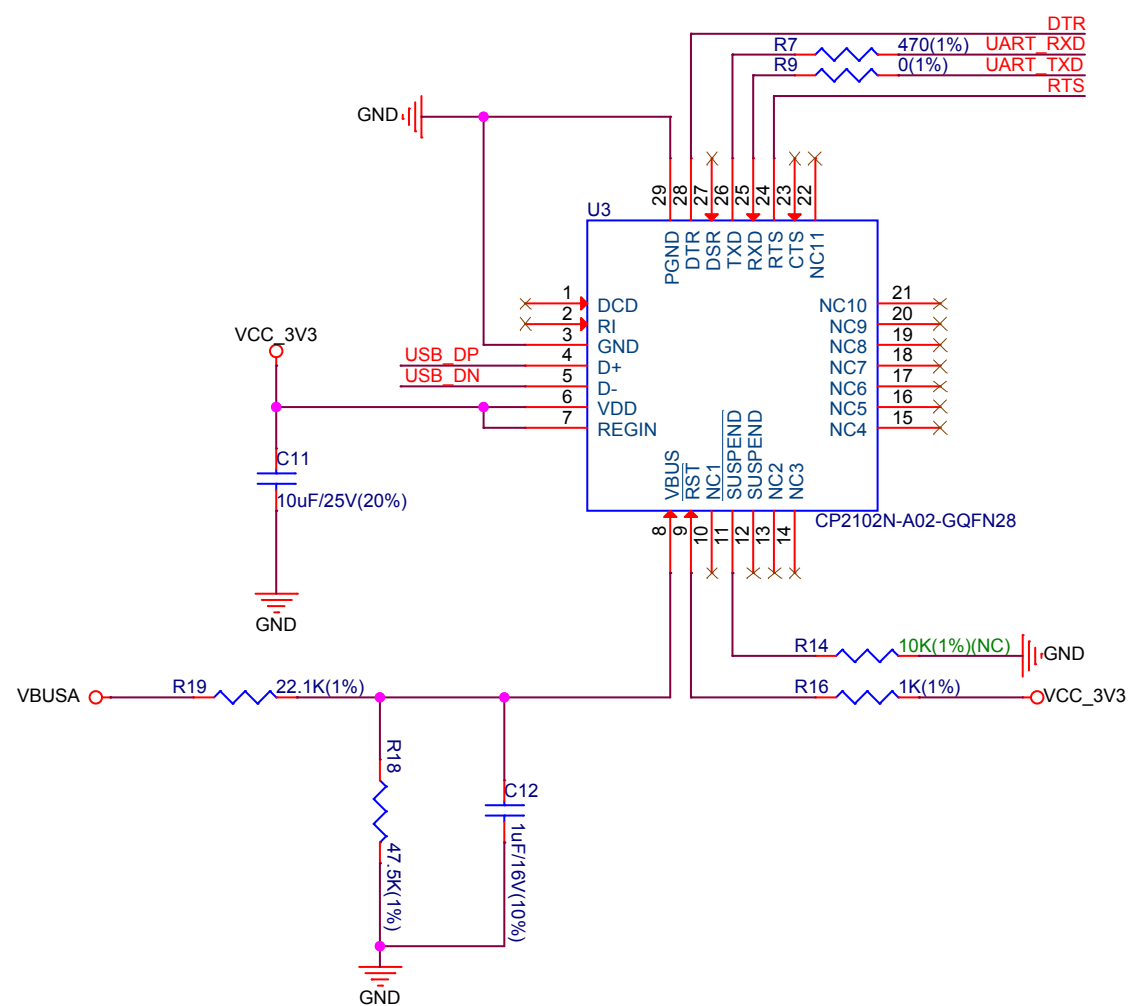 DTR
R7 470(1%) UART_RXD
R9 0(1%) UART_TXD
RTS
GND
29 28 27 26 25 24 23 22
U3
PGND DTR DSR TXD RXD RTS CTS NC11
1 DCD NC10 21
2 RI NC9 20
VCC_3V3
3 GND NC8 19
USB_DP 4 D+ NC7 18
USB_DN 5 D- NC6 17
6 VDD NC5 16
7 REGIN NC4 15
C11
10uF/25V(20%)
VBUS RST NC1 SUSPEND SUSPEND NC2 NC3
CP2102N-A02-GQFN28
8 9 10 11 12 13 14
GND
R14 10K(1%)(NC) GND
VBUSA R19 22.1K(1%)
R16 1K(1%) VCC_3V3
R18
47.5K(1%)
C12
1uF/16V(10%)
GND